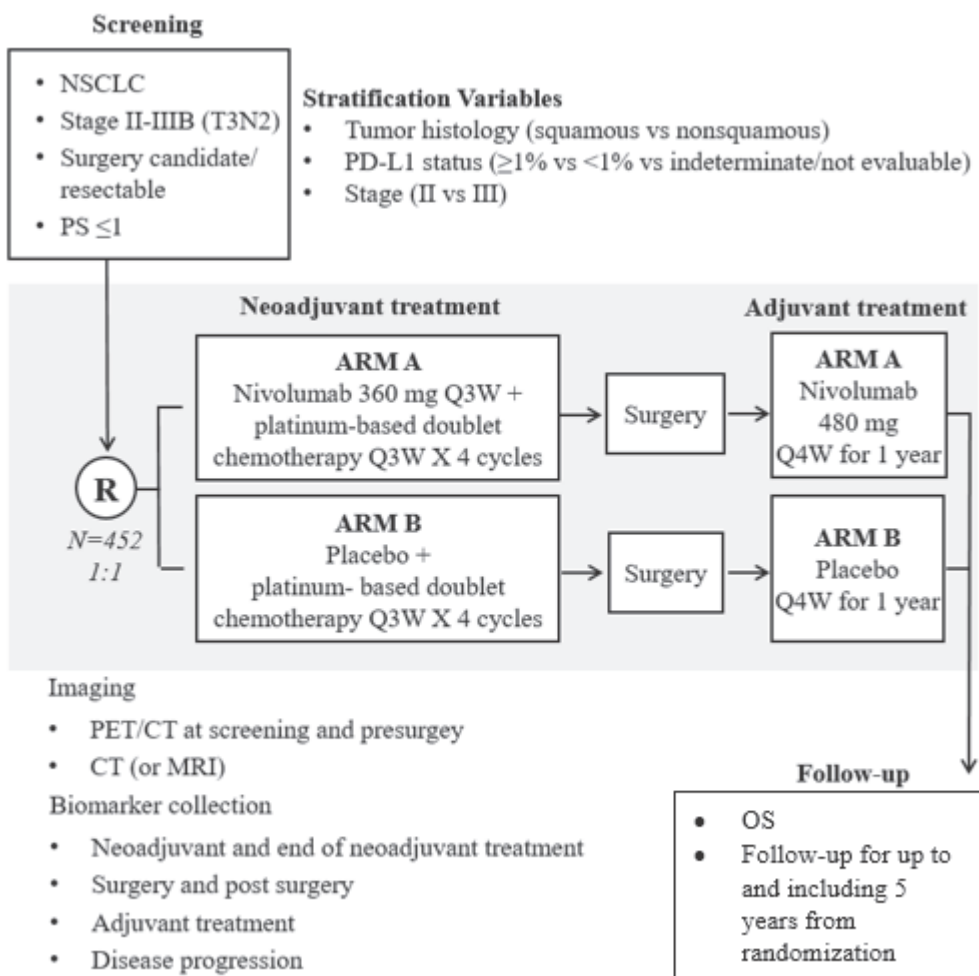 Screening
• NSCLC
• Stage II-IIIB (T3N2)
• Surgery candidate/
resectable
• PS ≤1
Stratification Variables
• Tumor histology (squamous vs nonsquamous)
• PD-L1 status (≥1% vs <1% vs indeterminate/not evaluable)
• Stage (II vs III)
Neoadjuvant treatment
Adjuvant treatment
R
N=452
1:1
ARM A
Nivolumab 360 mg Q3W +
platinum-based doublet
chemotherapy Q3W X 4 cycles
Surgery
ARM A
Nivolumab
480 mg
Q4W for 1 year
ARM B
Placebo +
platinum- based doublet
chemotherapy Q3W X 4 cycles
Surgery
ARM B
Placebo
Q4W for 1 year
Imaging
• PET/CT at screening and presurgey
• CT (or MRI)
Biomarker collection
• Neoadjuvant and end of neoadjuvant treatment
• Surgery and post surgery
• Adjuvant treatment
• Disease progression
Follow-up
● OS
● Follow-up for up to
and including 5
years from
randomization